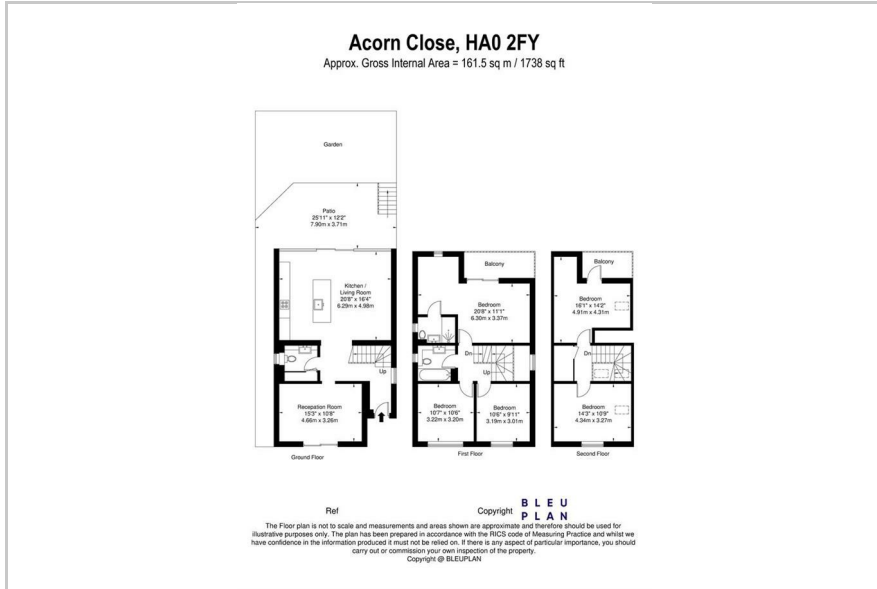 Acorn Close, HA0 2FY
Approx. Gross Internal Area = 161.5 sq m / 1738 sq ft
Garden
Patio
25'11" x 12'2"
7.90m x 3.71m
Kitchen /
Living Room
20'8" x 16'4"
6.29m x 4.98m
Up
Reception Room
15'3" x 10'8"
4.66m x 3.26m
Ground Floor
Balcony
Bedroom
20'8" x 11'1"
6.30m x 3.37m
Dn
Up
Bedroom
10'7" x 10'6"
3.22m x 3.20m
Bedroom
10'6" x 9'11"
3.19m x 3.01m
First Floor
Balcony
Bedroom
16'1" x 14'2"
4.91m x 4.31m
Dn
Bedroom
14'3" x 10'9"
4.34m x 3.27m
Second Floor
Ref
Copyright
BLEU
PLAN
The Floor plan is not to scale and measurements and areas shown are approximate and therefore should be used for
illustrative purposes only. The plan has been prepared in accordance with the RICS code of Measuring Practice and whilst we
have confidence in the information produced it must not be relied on. If there is any aspect of particular importance, you should
carry out or commission your own inspection of the property.
Copyright @ BLEUPLAN